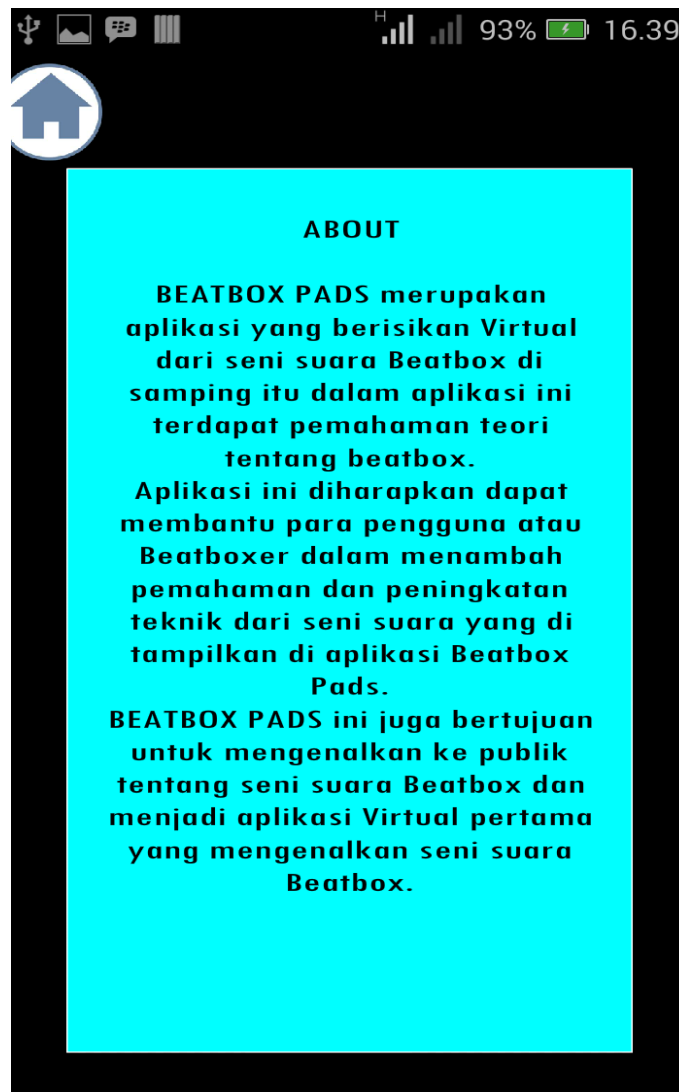 H
93%
16.39
ABOUT
BEATBOX PADS merupakan
aplikasi yang berisikan Virtual
dari seni suara Beatbox di
samping itu dalam aplikasi ini
terdapat pemahaman teori
tentang beatbox.
Aplikasi ini diharapkan dapat
membantu para pengguna atau
Beatboxer dalam menambah
pemahaman dan peningkatan
teknik dari seni suara yang di
tampilkan di aplikasi Beatbox
Pads.
BEATBOX PADS ini juga bertujuan
untuk mengenalkan ke publik
tentang seni suara Beatbox dan
menjadi aplikasi Virtual pertama
yang mengenalkan seni suara
Beatbox.